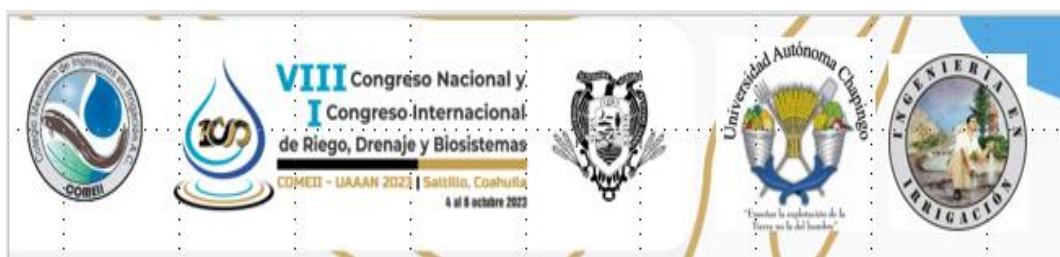 Colegio Mexicano de Ingenieros en Irrigación A.C.
COMEII
VIII Congreso Nacional y
I Congreso Internacional
de Riego, Drenaje y Biosistemas
COMEII - UAAAN 2023 | Saltillo, Coahuila
4 al 8 octubre 2023
Universidad Autónoma Chapingo
"Enseñar la explotación de la
Tierra no la del hombre"
INGENIERÍA EN
IRRIGACIÓN